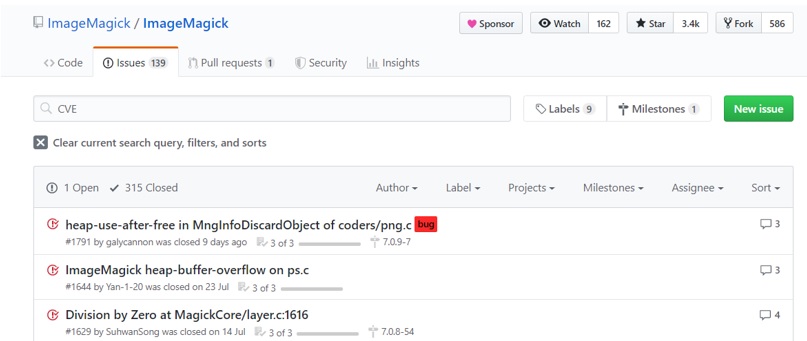 ImageMagick / ImageMagick
Sponsor Watch 162 Star 3.4k Fork 586
Code Issues 139 Pull requests 1 Security Insights
CVE Labels 9 Milestones 1 New issue
Clear current search query, filters, and sorts
1 Open 315 Closed Author Label Projects Milestones Assignee Sort
heap-use-after-free in MngInfoDiscardObject of coders/png.c bug 3
#1791 by galycannon was closed 9 days ago 3 of 3 7.0.9-7
ImageMagick heap-buffer-overflow on ps.c 3
#1644 by Yan-1-20 was closed on 23 Jul 3 of 3
Division by Zero at MagickCore/layer.c:1616 4
#1629 by SuhwanSong was closed on 14 Jul 3 of 3 7.0.8-54